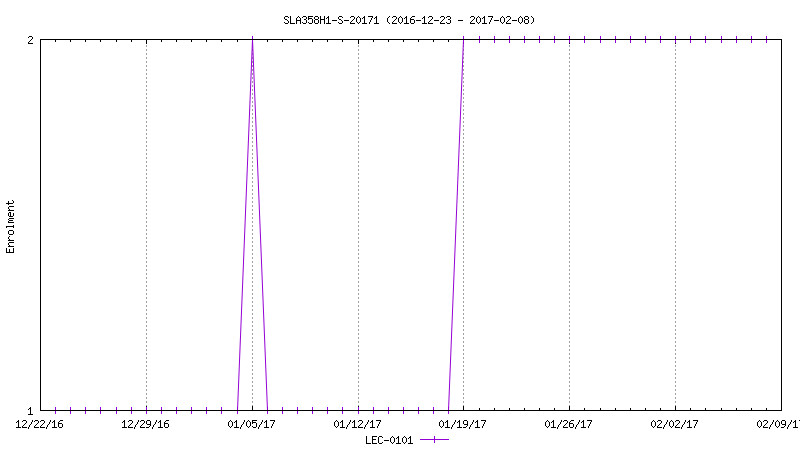 SLA358H1-S-20171 (2016-12-23 - 2017-02-08)
2
Enrolment
1
12/22/16 12/29/16 01/05/17 01/12/17 01/19/17 01/26/17 02/02/17 02/09/1
LEC-0101